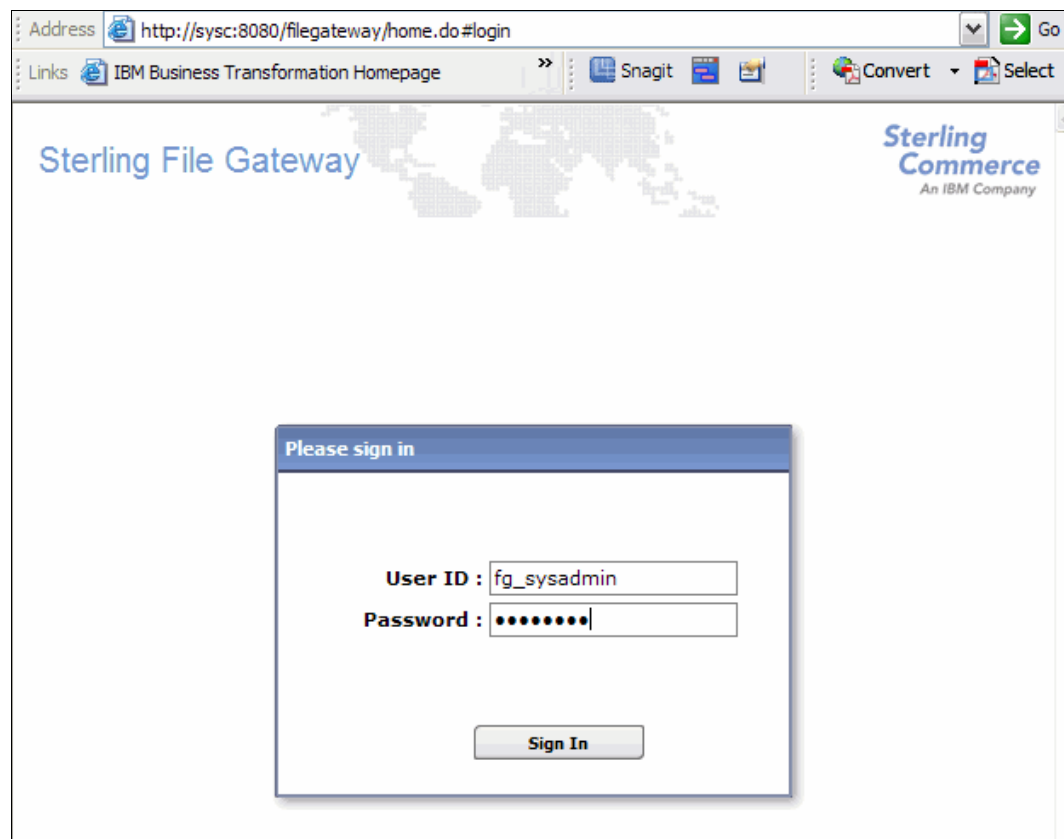 Address http://sysc:8080/filegateway/home.do#login Go
Links IBM Business Transformation Homepage » Snagit Convert Select
Sterling File Gateway
Sterling
Commerce
An IBM Company
Please sign in
User ID : fg_sysadmin
Password : ••••••••
Sign In